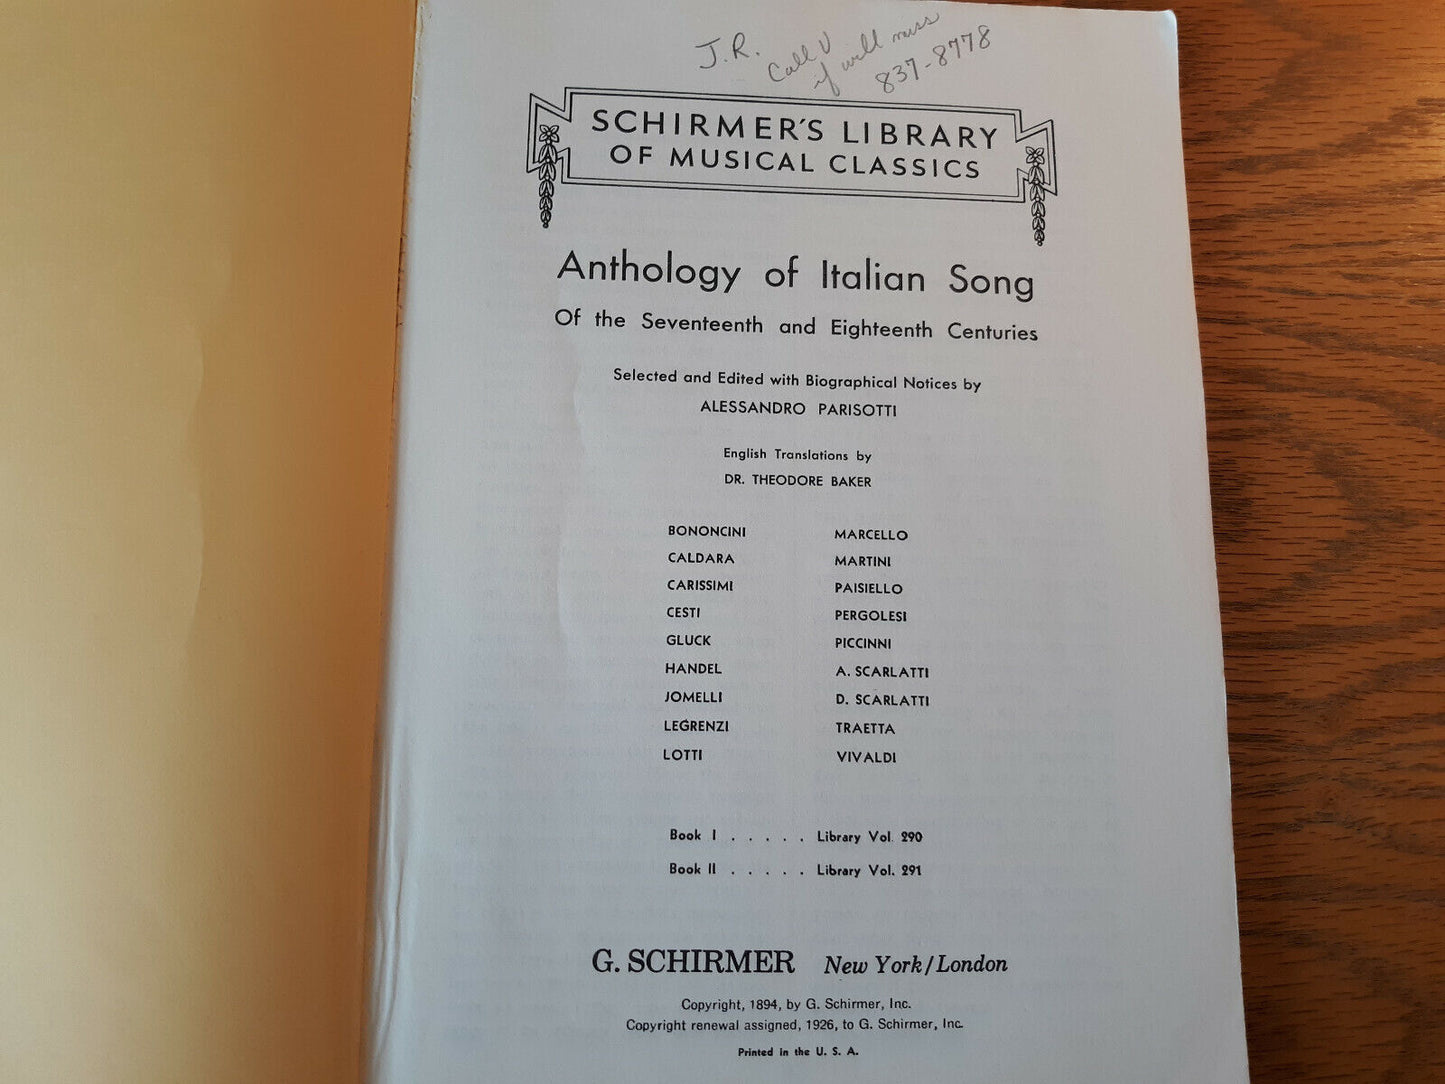 J.R. Call
if will miss
837-8778
SCHIRMER'S LIBRARY
OF MUSICAL CLASSICS
Anthology of Italian Song
Of the Seventeenth and Eighteenth Centuries
Selected and Edited with Biographical Notices by
ALESSANDRO PARISOTTI
English Translations by
DR. THEODORE BAKER
BONONCINI
CALDARA
CARISSIMI
CESTI
GLUCK
HANDEL
JOMELLI
LEGRENZI
LOTTI
MARCELLO
MARTINI
PAISIELLO
PERGOLESI
PICCINNI
A. SCARLATTI
D. SCARLATTI
TRAETTA
VIVALDI
Book I . . . . . Library Vol. 290
Book II . . . . . Library Vol. 291
G. SCHIRMER New York/London
Copyright, 1894, by G. Schirmer, Inc.
Copyright renewal assigned, 1926, to G. Schirmer, Inc.
Printed in the U. S. A.